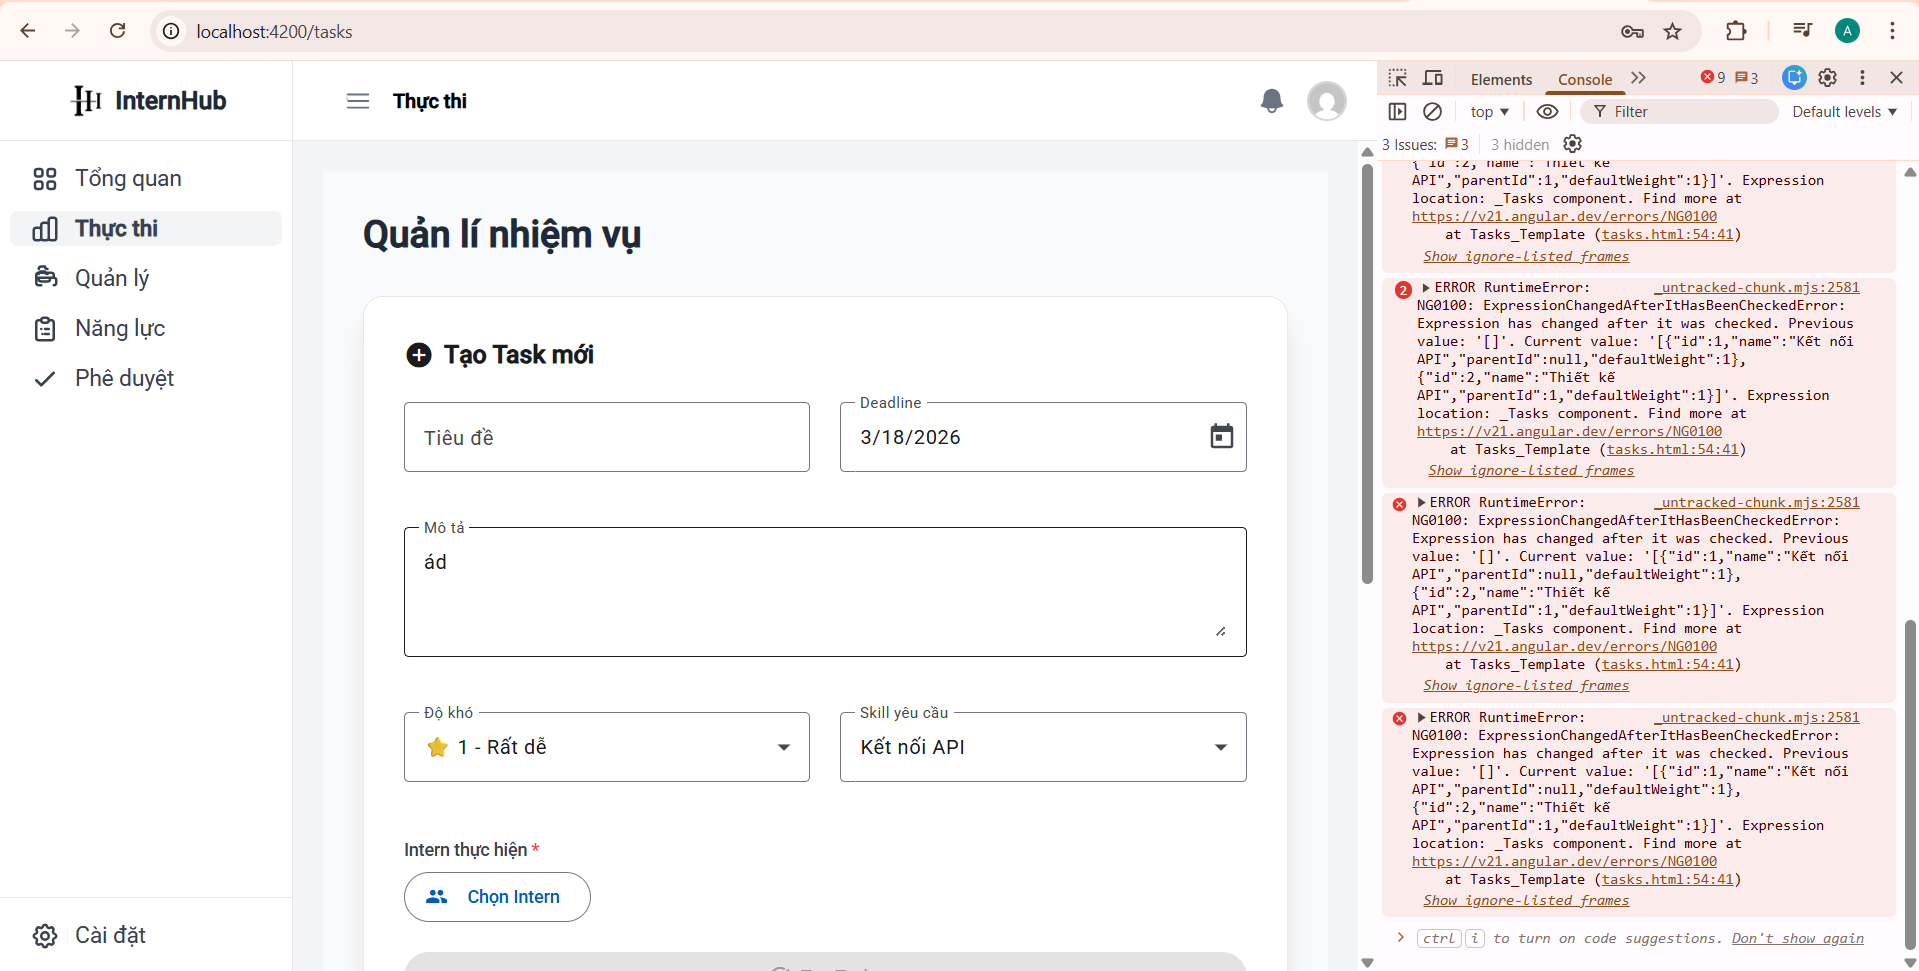 localhost:4200/tasks
A
InternHub
Thực thi
Tổng quan
Thực thi
Quản lý
Năng lực
Phê duyệt
Cài đặt
Quản lí nhiệm vụ
Tạo Task mới
Tiêu đề
Deadline
3/18/2026
Mô tả
ád
Độ khó
1 - Rất dễ
Skill yêu cầu
Kết nối API
Intern thực hiện *
Chọn Intern
Elements
Console
9
3
top
Filter
Default levels
3 Issues:
3
3 hidden
{"id":2,"name":"Thiết kế
API","parentId":1,"defaultWeight":1}]'. Expression
location: _Tasks component. Find more at
https://v21.angular.dev/errors/NG0100
at Tasks_Template (tasks.html:54:41)
Show ignore-listed frames
2
ERROR RuntimeError: _untracked-chunk.mjs:2581
NG0100: ExpressionChangedAfterItHasBeenCheckedError:
Expression has changed after it was checked. Previous
value: '[]'. Current value: '[{"id":1,"name":"Kết nối
API","parentId":null,"defaultWeight":1},
{"id":2,"name":"Thiết kế
API","parentId":1,"defaultWeight":1}]'. Expression
location: _Tasks component. Find more at
https://v21.angular.dev/errors/NG0100
at Tasks_Template (tasks.html:54:41)
Show ignore-listed frames
ERROR RuntimeError: _untracked-chunk.mjs:2581
NG0100: ExpressionChangedAfterItHasBeenCheckedError:
Expression has changed after it was checked. Previous
value: '[]'. Current value: '[{"id":1,"name":"Kết nối
API","parentId":null,"defaultWeight":1},
{"id":2,"name":"Thiết kế
API","parentId":1,"defaultWeight":1}]'. Expression
location: _Tasks component. Find more at
https://v21.angular.dev/errors/NG0100
at Tasks_Template (tasks.html:54:41)
Show ignore-listed frames
ERROR RuntimeError: _untracked-chunk.mjs:2581
NG0100: ExpressionChangedAfterItHasBeenCheckedError:
Expression has changed after it was checked. Previous
value: '[]'. Current value: '[{"id":1,"name":"Kết nối
API","parentId":null,"defaultWeight":1},
{"id":2,"name":"Thiết kế
API","parentId":1,"defaultWeight":1}]'. Expression
location: _Tasks component. Find more at
https://v21.angular.dev/errors/NG0100
at Tasks_Template (tasks.html:54:41)
Show ignore-listed frames
ctrl i to turn on code suggestions. Don't show again